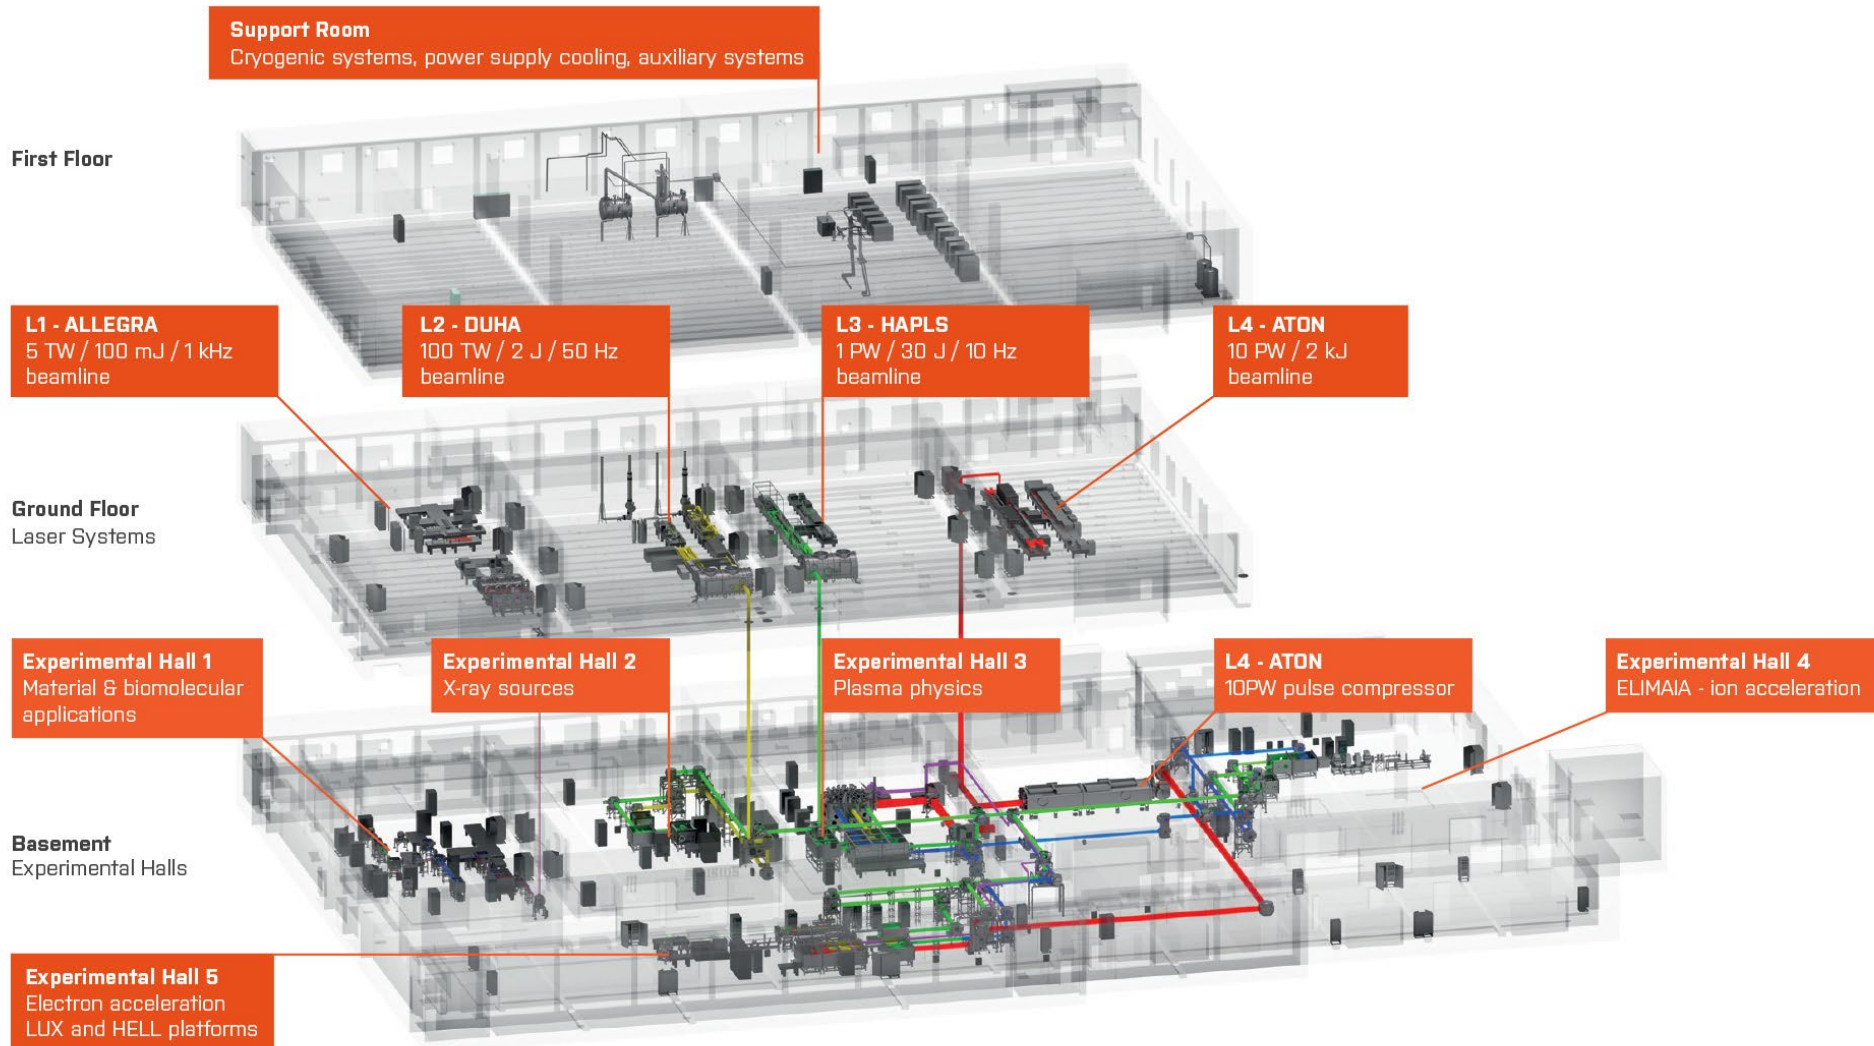 Support Room
Cryogenic systems, power supply cooling, auxiliary systems
First Floor
L1 - ALLEGRA
5 TW / 100 mJ / 1 kHz
beamline
L2 - DUHA
100 TW / 2 J / 50 Hz
beamline
L3 - HAPLS
1 PW / 30 J / 10 Hz
beamline
L4 - ATON
10 PW / 2 kJ
beamline
Ground Floor
Laser Systems
Experimental Hall 1
Material & biomolecular
applications
Experimental Hall 2
X-ray sources
Experimental Hall 3
Plasma physics
L4 - ATON
10PW pulse compressor
Experimental Hall 4
ELIMAIA - ion acceleration
Basement
Experimental Halls
Experimental Hall 5
Electron acceleration
LUX and HELL platforms